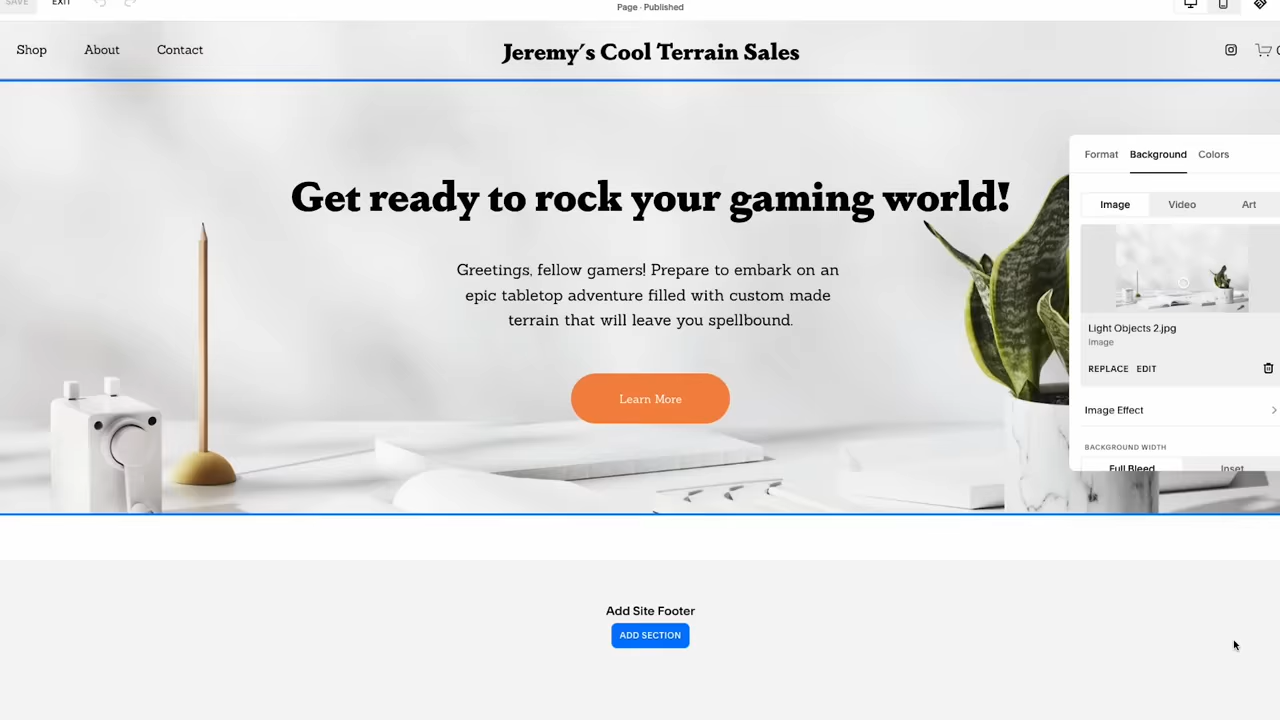 SAVE
EXIT
Page · Published
Shop
About
Contact
Jeremy's Cool Terrain Sales
Get ready to rock your gaming world!
Greetings, fellow gamers! Prepare to embark on an
epic tabletop adventure filled with custom made
terrain that will leave you spellbound.
Learn More
Format
Background
Colors
Image
Video
Art
Light Objects 2.jpg
Image
REPLACE
EDIT
Image Effect
BACKGROUND WIDTH
Full Bleed
Inset
Add Site Footer
ADD SECTION